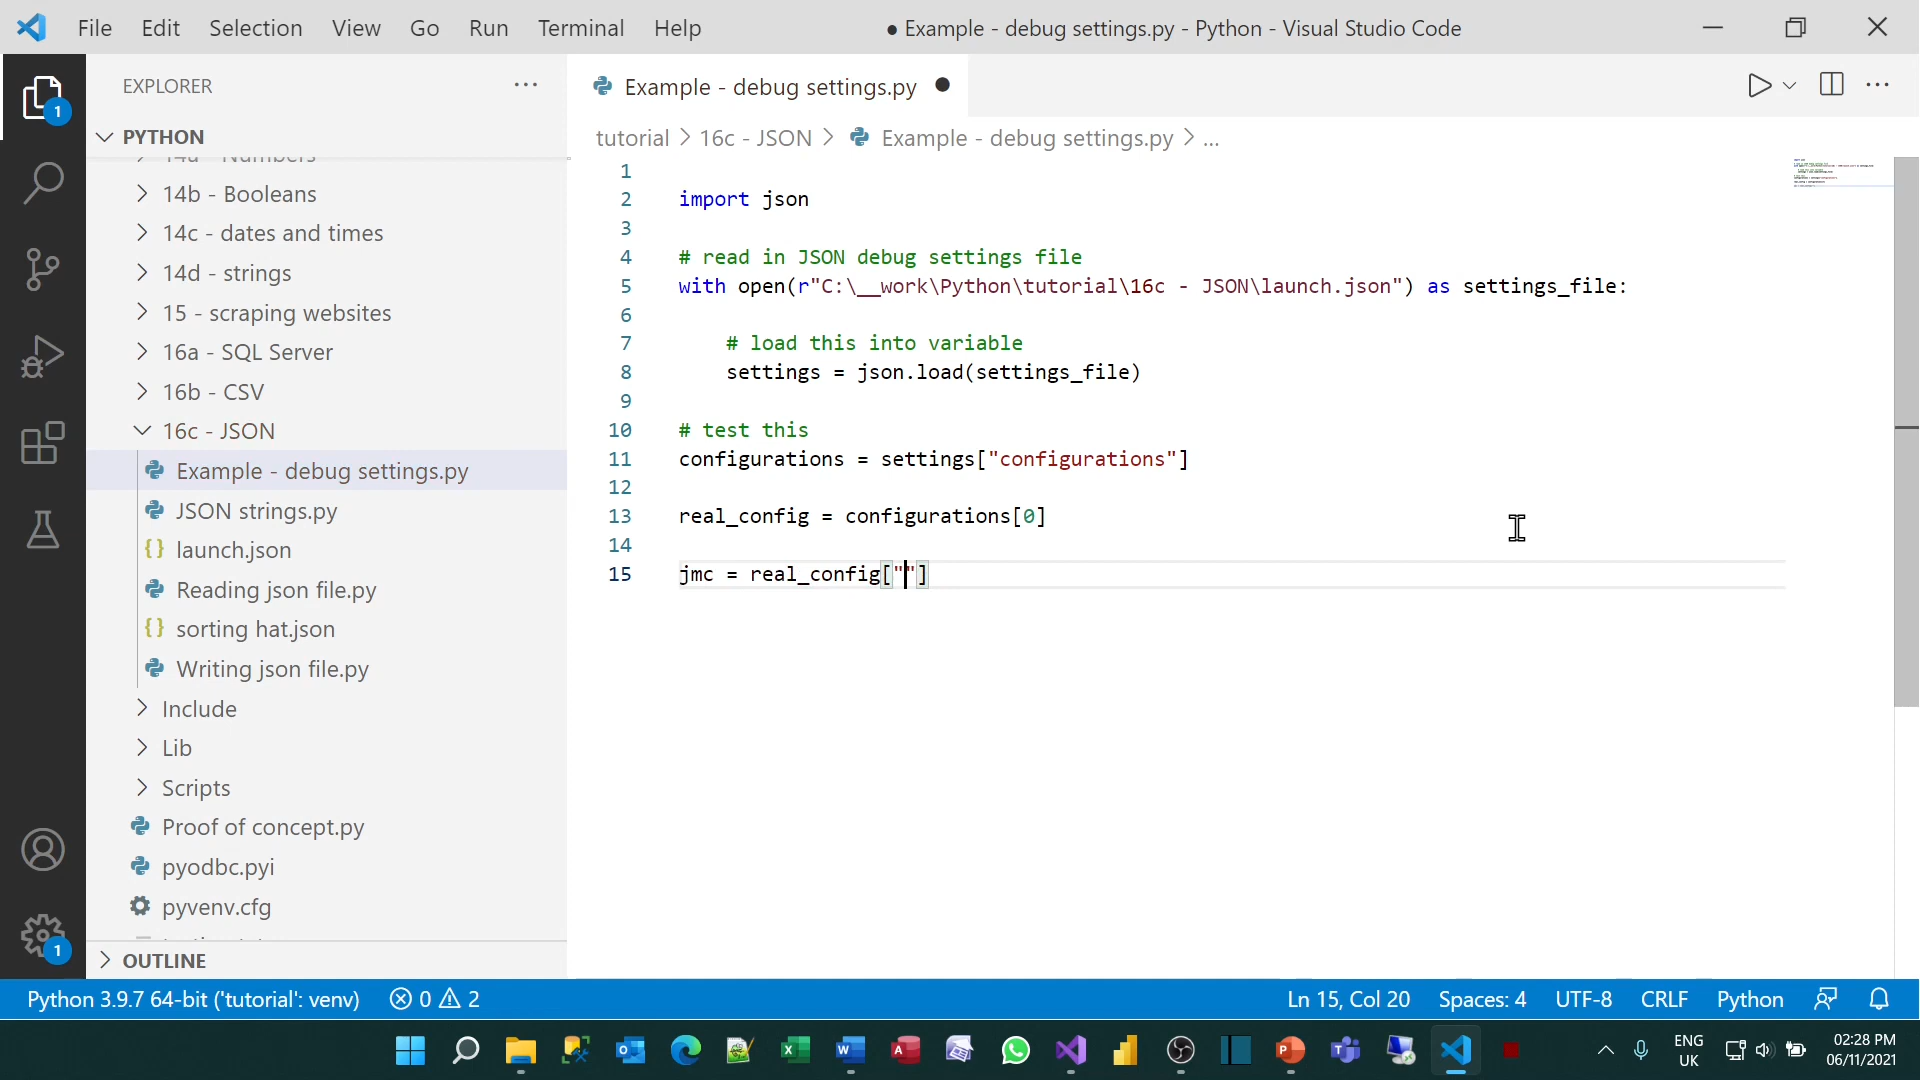 File Edit Selection View Go Run Terminal Help
● Example - debug settings.py - Python - Visual Studio Code
EXPLORER
Example - debug settings.py
1
PYTHON
tutorial > 16c - JSON > Example - debug settings.py > ...
14a - Numbers
14b - Booleans
14c - dates and times
14d - strings
15 - scraping websites
16a - SQL Server
16b - CSV
16c - JSON
Example - debug settings.py
JSON strings.py
launch.json
Reading json file.py
sorting hat.json
Writing json file.py
Include
Lib
Scripts
Proof of concept.py
pyodbc.pyi
pyvenv.cfg
OUTLINE
1
1
2 import json
3
4 # read in JSON debug settings file
5 with open(r"C:\__work\Python\tutorial\16c - JSON\launch.json") as settings_file:
6
7 # load this into variable
8 settings = json.load(settings_file)
9
10 # test this
11 configurations = settings["configurations"]
12
13 real_config = configurations[0]
14
15 jmc = real_config[""]
Python 3.9.7 64-bit ('tutorial': venv) 0 2
Ln 15, Col 20 Spaces: 4 UTF-8 CRLF Python
ENG
UK
02:28 PM
06/11/2021